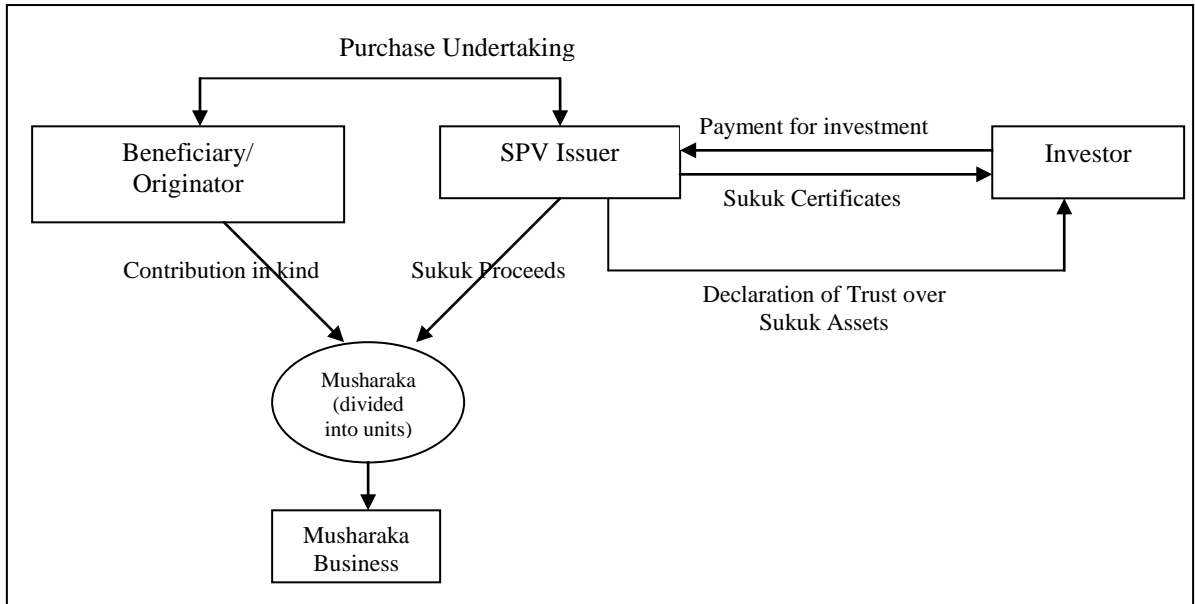 Purchase Undertaking
Beneficiary/
Originator
SPV Issuer
Payment for investment
Investor
Sukuk Certificates
Contribution in kind
Sukuk Proceeds
Declaration of Trust over
Sukuk Assets
Musharaka
(divided
into units)
Musharaka
Business